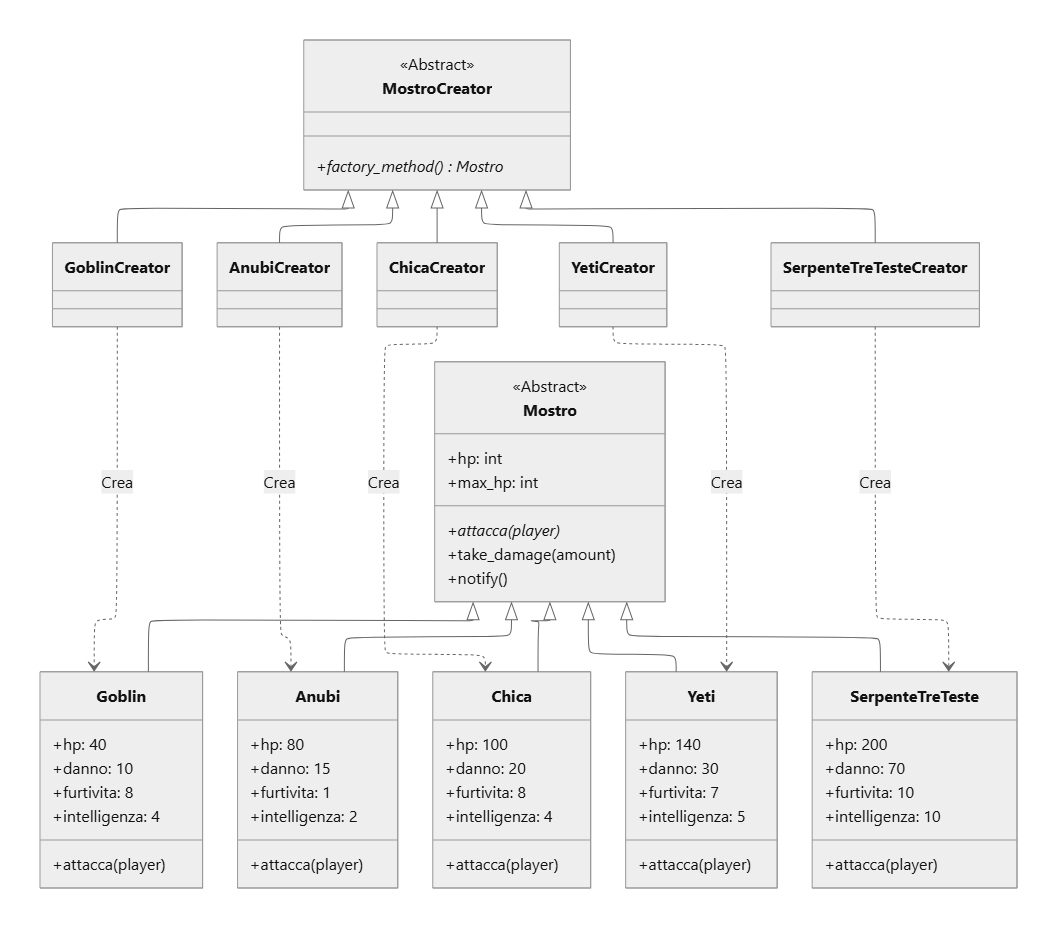 «Abstract»
MostroCreator
+factory_method() : Mostro
GoblinCreator
AnubiCreator
ChicaCreator
YetiCreator
SerpenteTreTesteCreator
«Abstract»
Mostro
+hp: int
+max_hp: int
+attacca(player)
+take_damage(amount)
+notify()
Crea
Crea
Crea
Crea
Crea
Goblin
+hp: 40
+danno: 10
+furtivita: 8
+intelligenza: 4
+attacca(player)
Anubi
+hp: 80
+danno: 15
+furtivita: 1
+intelligenza: 2
+attacca(player)
Chica
+hp: 100
+danno: 20
+furtivita: 8
+intelligenza: 4
+attacca(player)
Yeti
+hp: 140
+danno: 30
+furtivita: 7
+intelligenza: 5
+attacca(player)
SerpenteTreTeste
+hp: 200
+danno: 70
+furtivita: 10
+intelligenza: 10
+attacca(player)